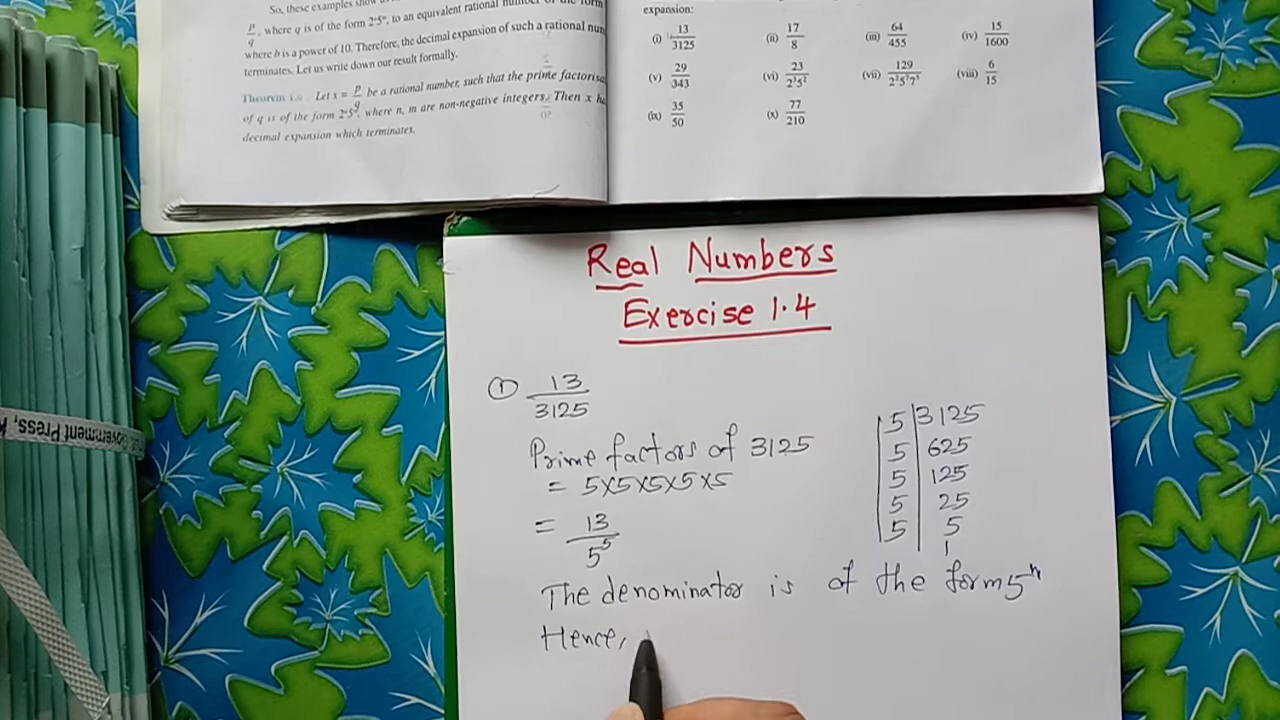 So, these examples show
p/q, where q is of the form 2ⁿ5ᵐ, to an equivalent rational number of the form
where b is a power of 10. Therefore, the decimal expansion of such a rational
terminates. Let us write down our result formally.
Theorem Let x = p/q be a rational number, such that the prime
of q is of the form 2ⁿ5ᵐ, where n, m are non-negative integers. Then x
decimal expansion which terminates.
expansion:
(i) 13/3125 (ii) 17/8 (iii) 64/455 (iv) 15/1600
(v) 29/343 (vi) 23/2³5² (vii) 129/2²5⁷7⁵ (viii) 6/15
(ix) 35/50 (x) 77/210
Government Press,
Real Numbers
Exercise 1.4
① 13/3125
Prime factors of 3125
= 5×5×5×5×5
= 13/5⁵
5 3125
5 625
5 125
5 25
5 5
1
The denominator is of the form 5ⁿ
Hence,